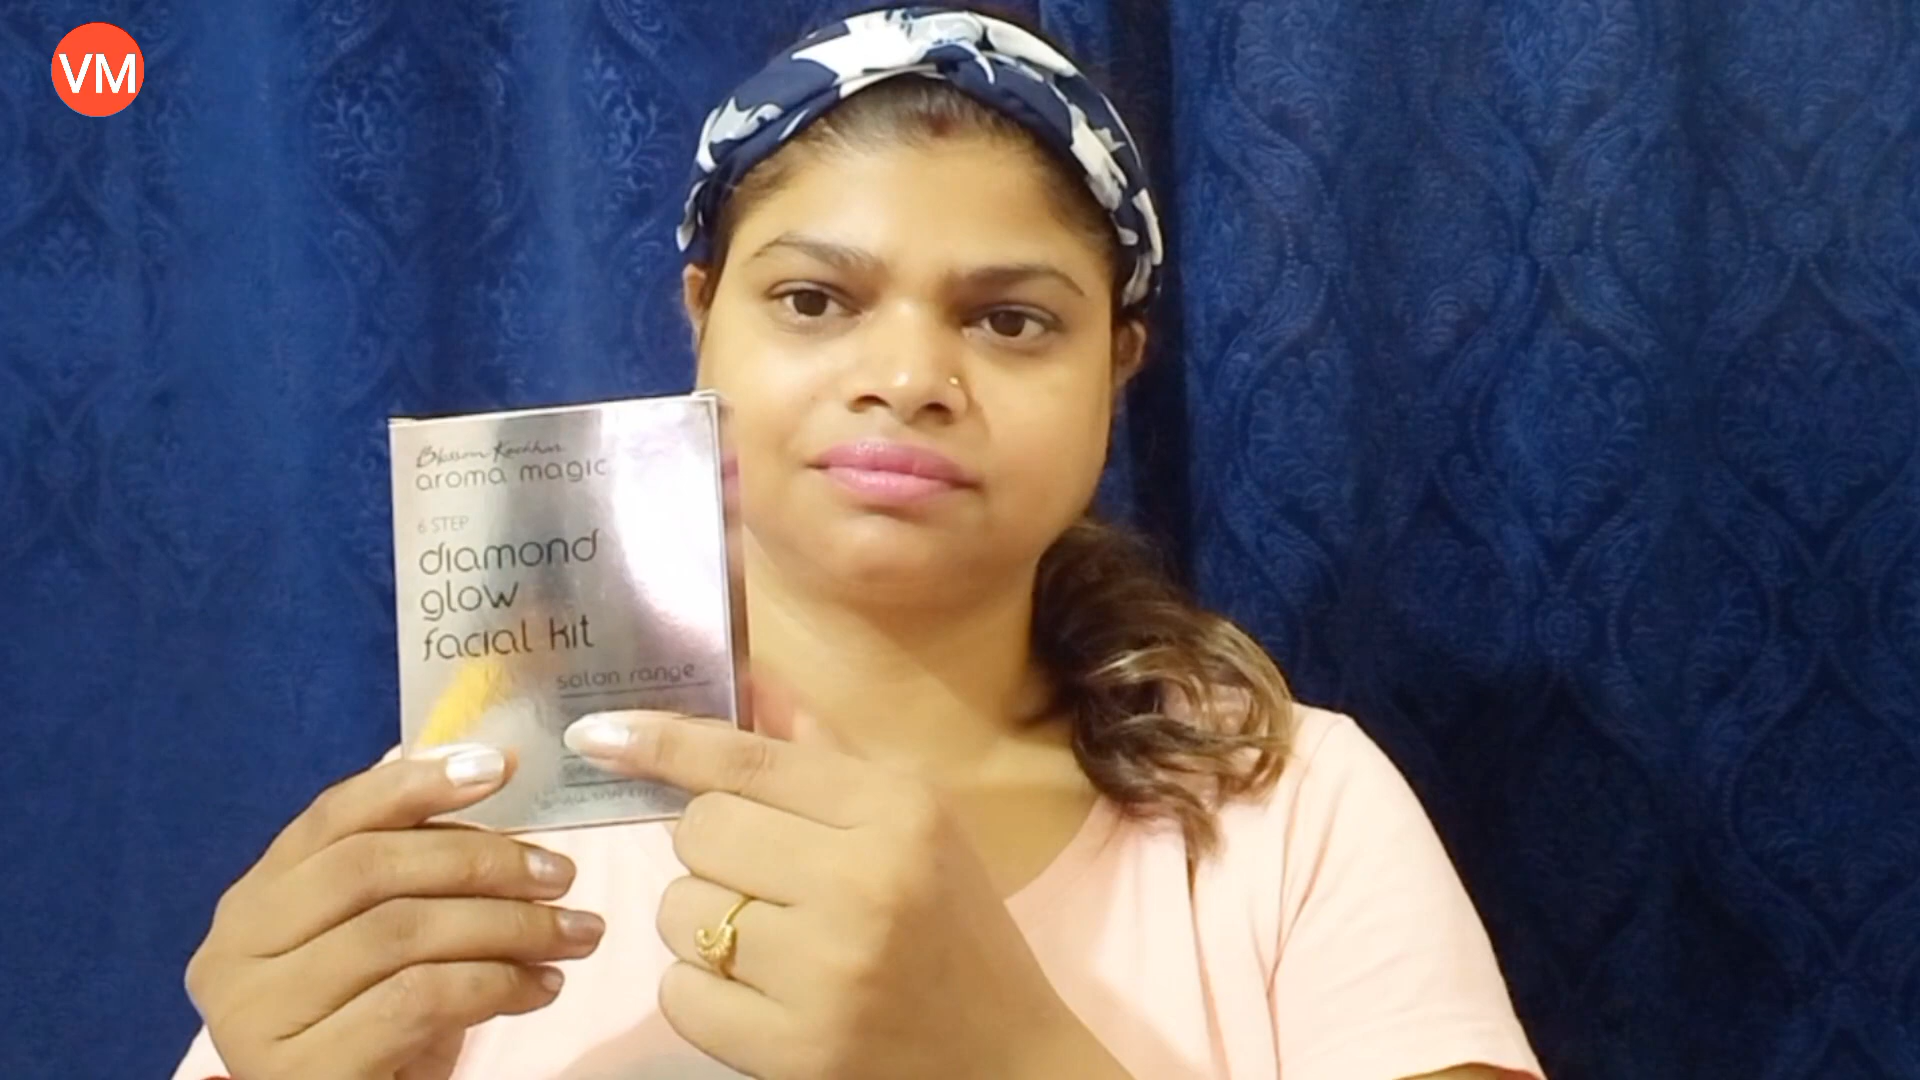 VM
Blossom Kochhar
aroma magic
6 STEP
diamond
glow
facial kit
salon range